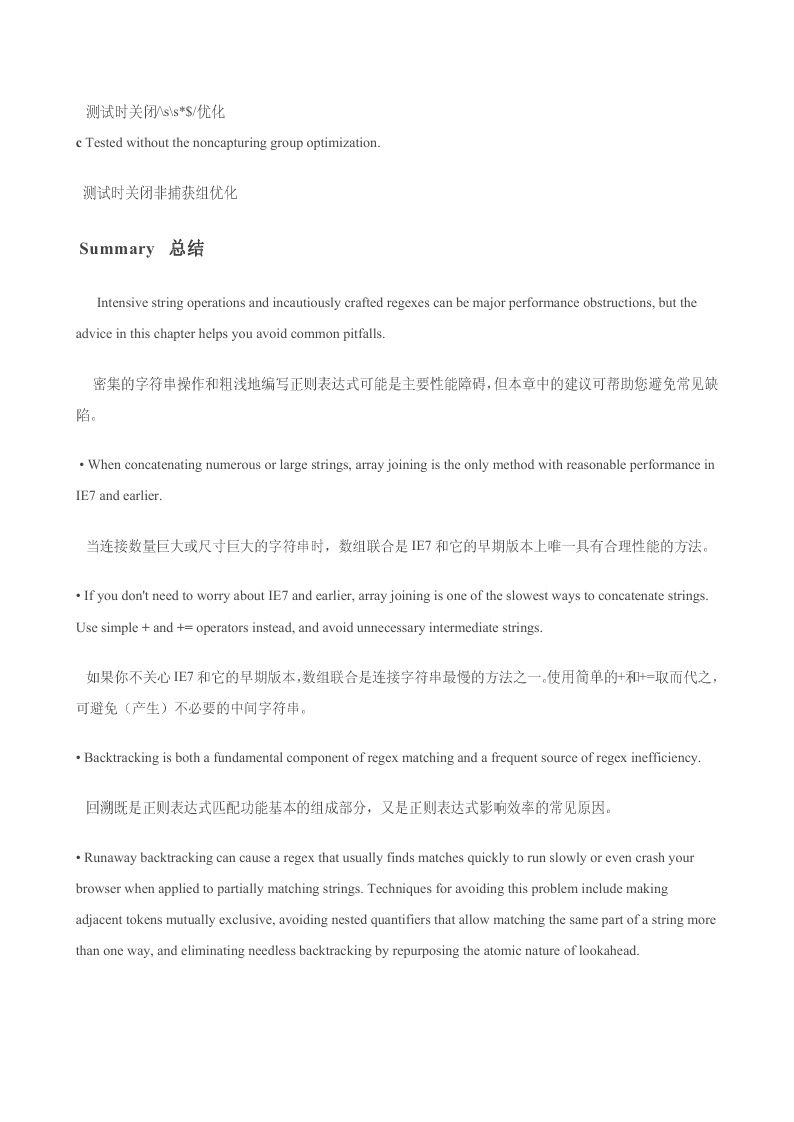 测试时关闭/\s\s*$/优化
c Tested without the noncapturing group optimization.
测试时关闭非捕获组优化
Summary 总结
Intensive string operations and incautiously crafted regexes can be major performance obstructions, but the
advice in this chapter helps you avoid common pitfalls.
密集的字符串操作和粗浅地编写正则表达式可能是主要性能障碍，但本章中的建议可帮助您避免常见缺
陷。
• When concatenating numerous or large strings, array joining is the only method with reasonable performance in
IE7 and earlier.
当连接数量巨大或尺寸巨大的字符串时，数组联合是 IE7 和它的早期版本上唯一具有合理性能的方法。
• If you don't need to worry about IE7 and earlier, array joining is one of the slowest ways to concatenate strings.
Use simple + and += operators instead, and avoid unnecessary intermediate strings.
如果你不关心 IE7 和它的早期版本，数组联合是连接字符串最慢的方法之一。使用简单的+和+=取而代之，
可避免（产生）不必要的中间字符串。
• Backtracking is both a fundamental component of regex matching and a frequent source of regex inefficiency.
回溯既是正则表达式匹配功能基本的组成部分，又是正则表达式影响效率的常见原因。
• Runaway backtracking can cause a regex that usually finds matches quickly to run slowly or even crash your
browser when applied to partially matching strings. Techniques for avoiding this problem include making
adjacent tokens mutually exclusive, avoiding nested quantifiers that allow matching the same part of a string more
than one way, and eliminating needless backtracking by repurposing the atomic nature of lookahead.